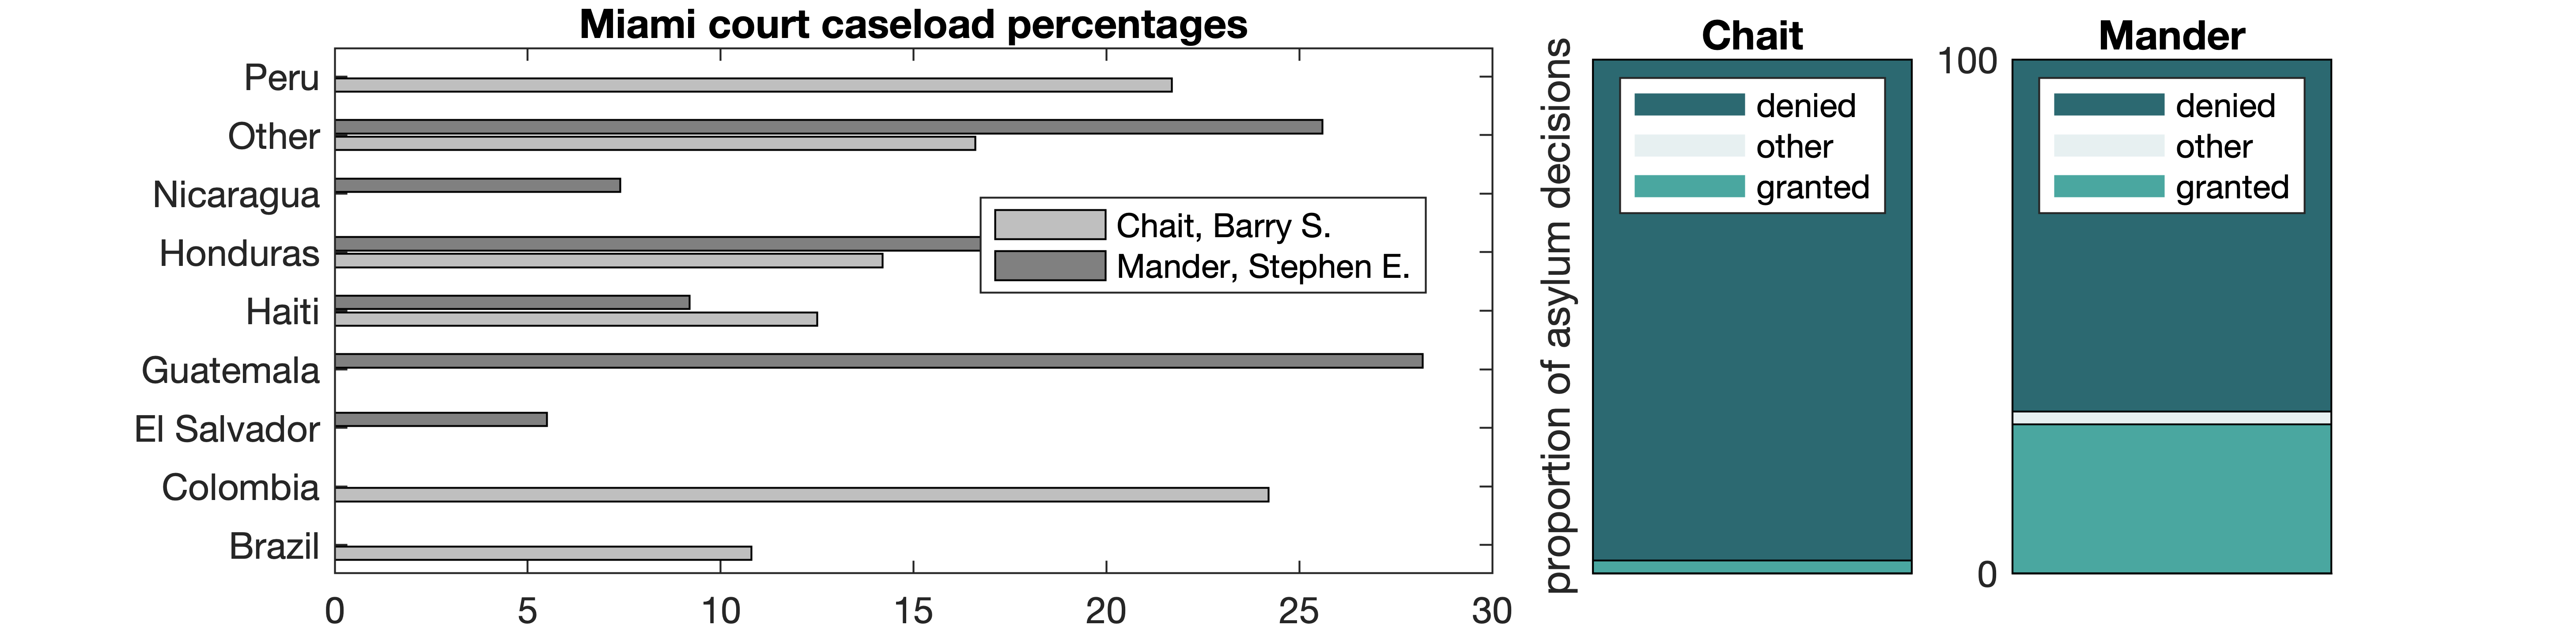 Miami court caseload percentages
Peru
Other
Nicaragua
Honduras
Haiti
Guatemala
El Salvador
Colombia
Brazil
0 5 10 15 20 25 30
Chait, Barry S.
Mander, Stephen E.
proportion of asylum decisions
Chait
denied
other
granted
Mander
100
0
denied
other
granted